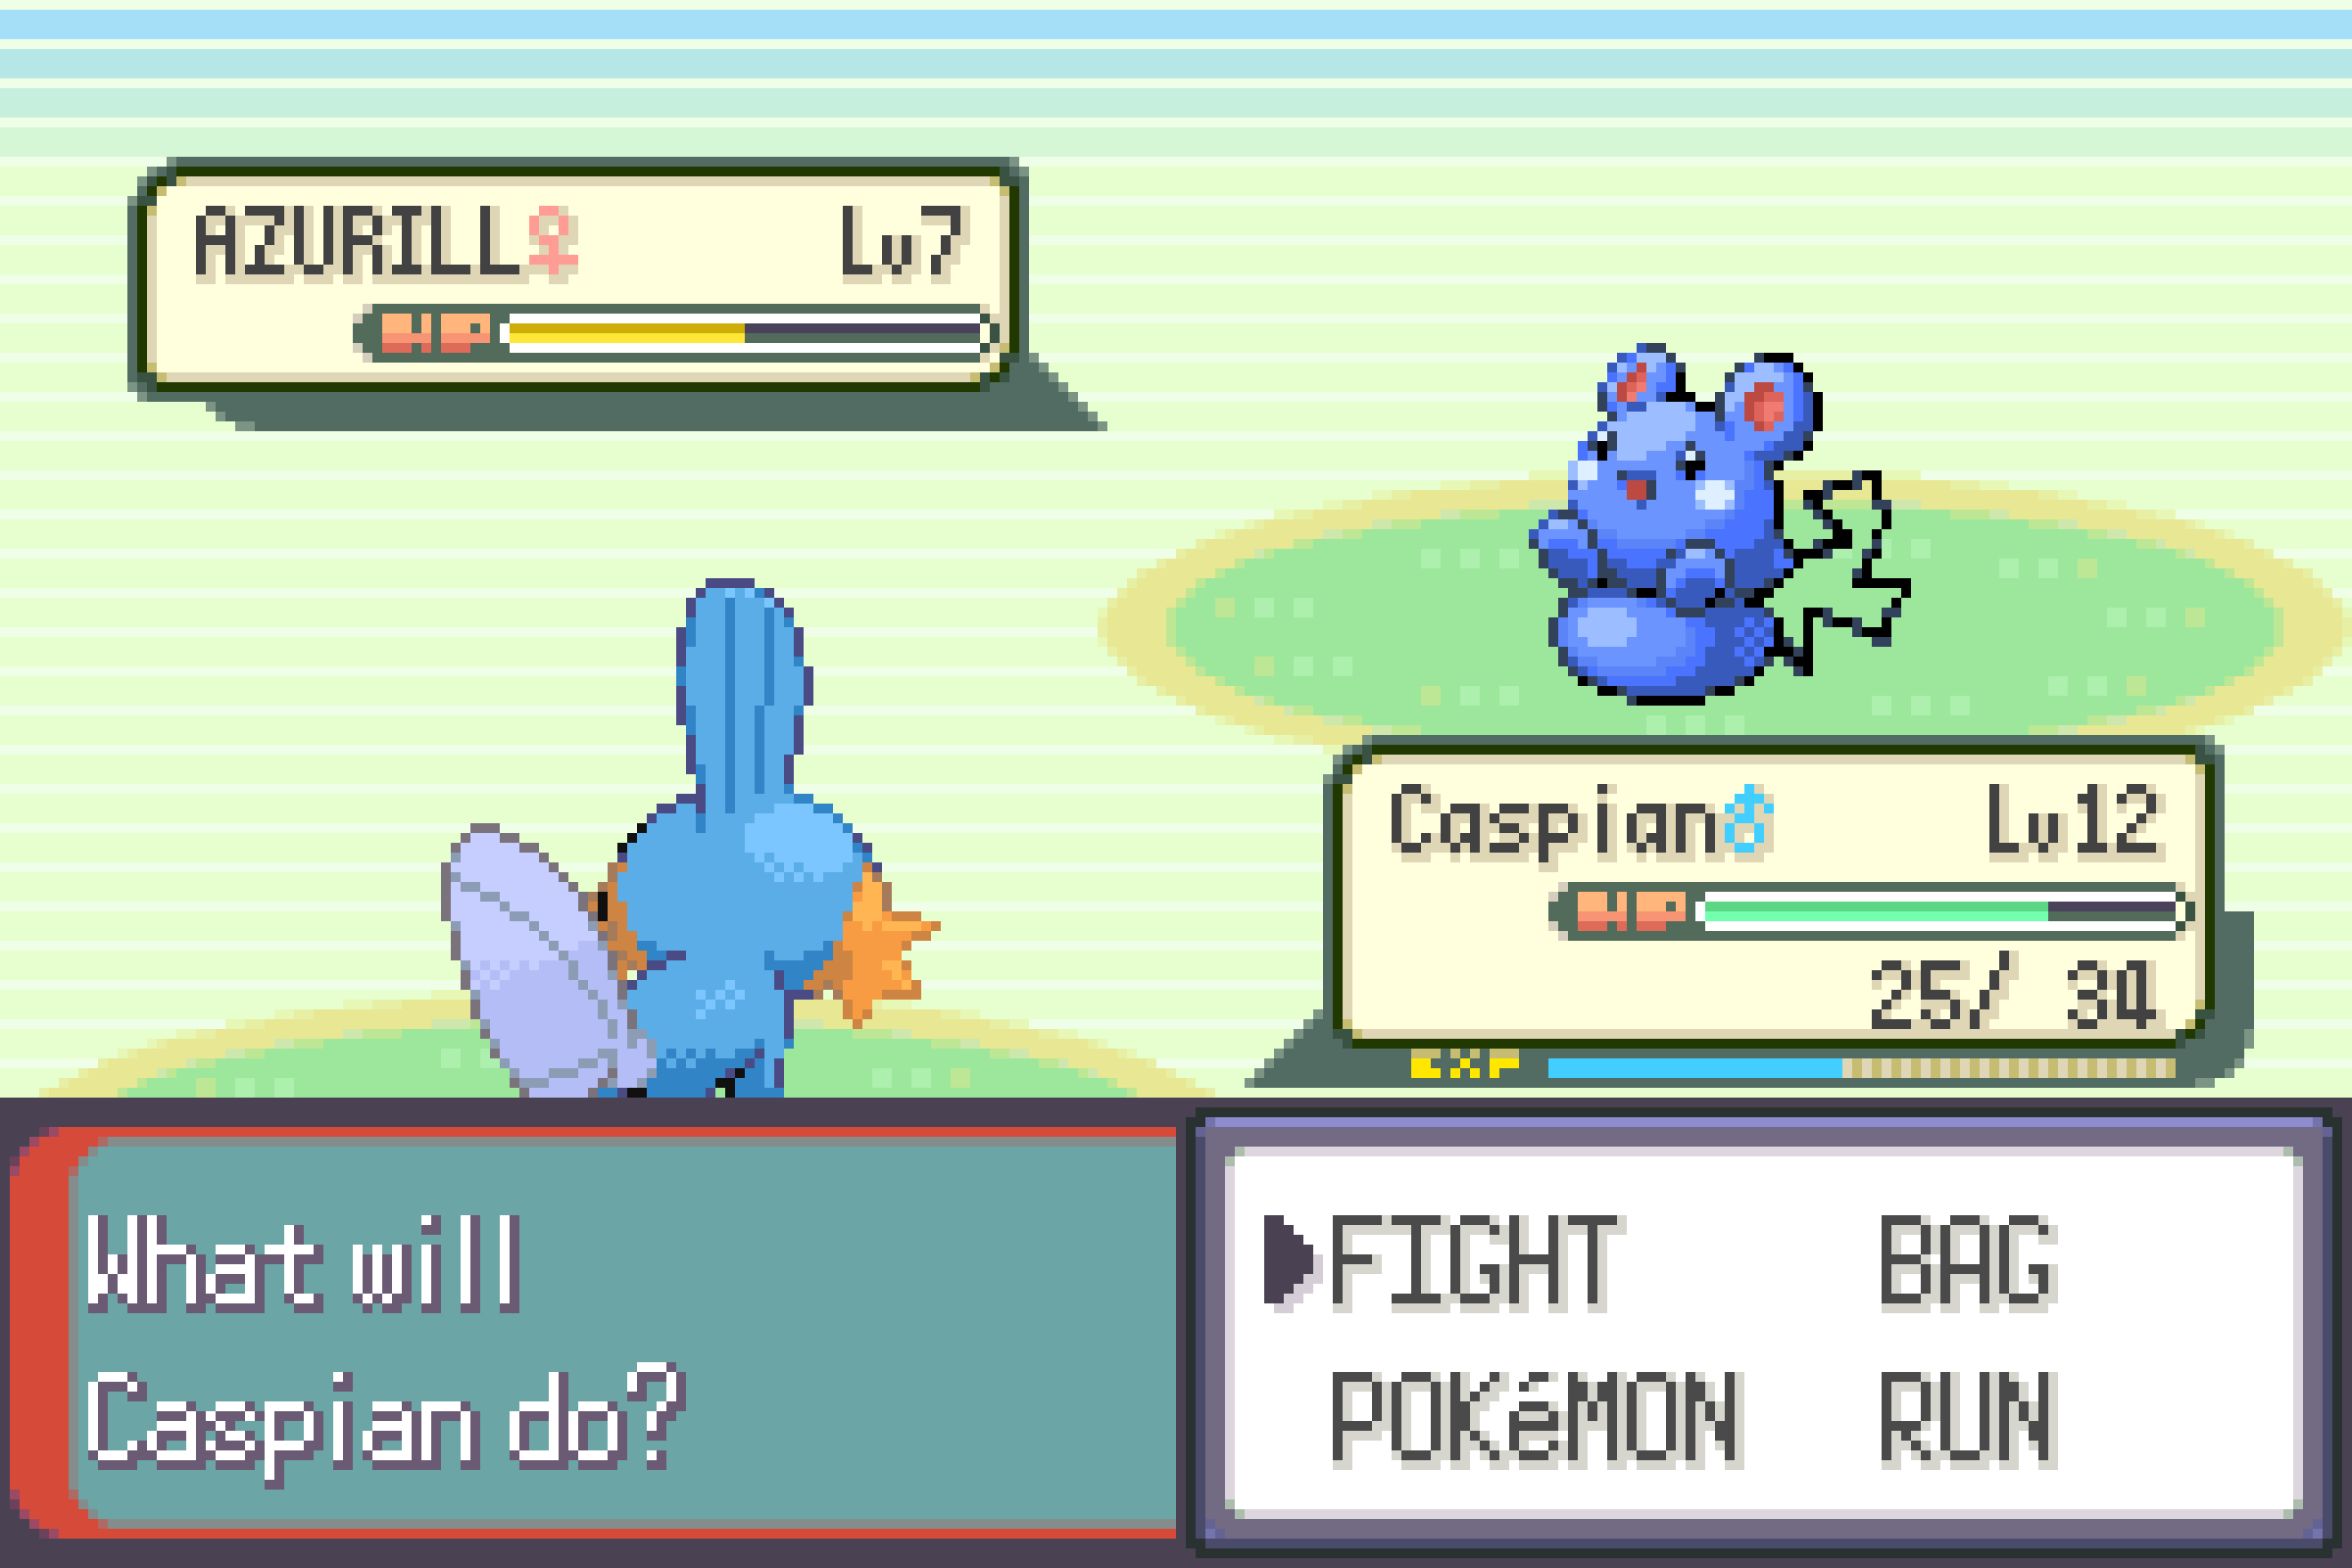 AZURILL♀ Lv7
HP
Caspian♂ Lv12
HP
25/ 34
EXP
What will
Caspian do?
▶FIGHT BAG
POKéMON RUN